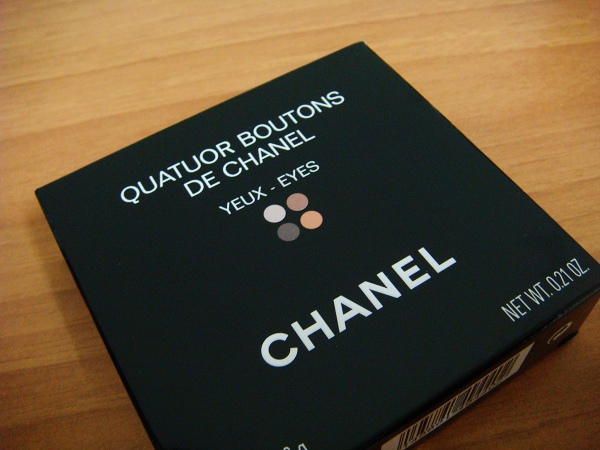 QUATUOR BOUTONS
DE CHANEL
YEUX - EYES
CHANEL
NET WT. 0.21 OZ.